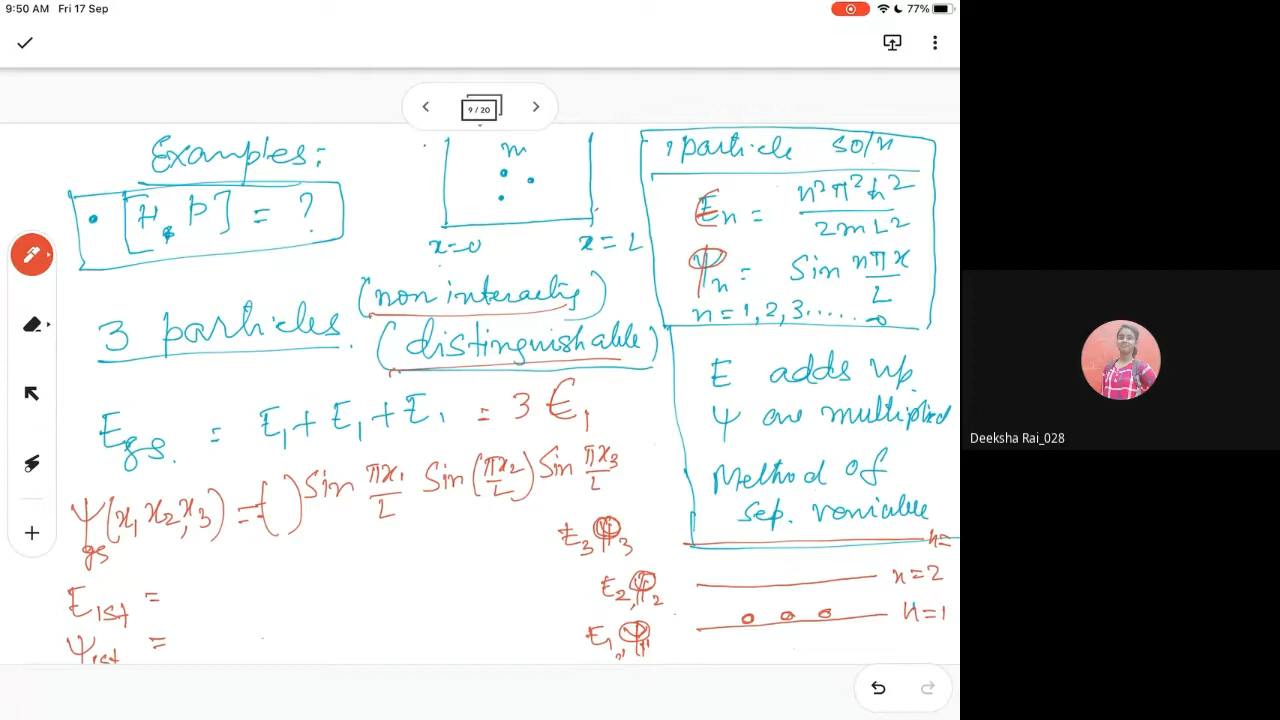 9:50 AM Fri 17 Sep
77%
9 / 20
Examples:
• [H, P] = ?
m
x=0
x = L
1 particle sol n
En = n²π²ħ² / 2mL²
ψn = Sin nπx / L
n = 1, 2, 3......
3 particles.
(non interactig)
(distinguishable)
E adds up.
ψ are multiplied
Method of
sep. variable
Egs. = E1 + E1 + E1 = 3 E1
ψgs (x1, x2, x3) = ( ) Sin πx1/L Sin (πx2/L) Sin πx3/L
E3 ψ3 n=
E2, ψ2 n=2
E1, ψ1 n=1
E1st =
ψ1st =
Deeksha Rai_028